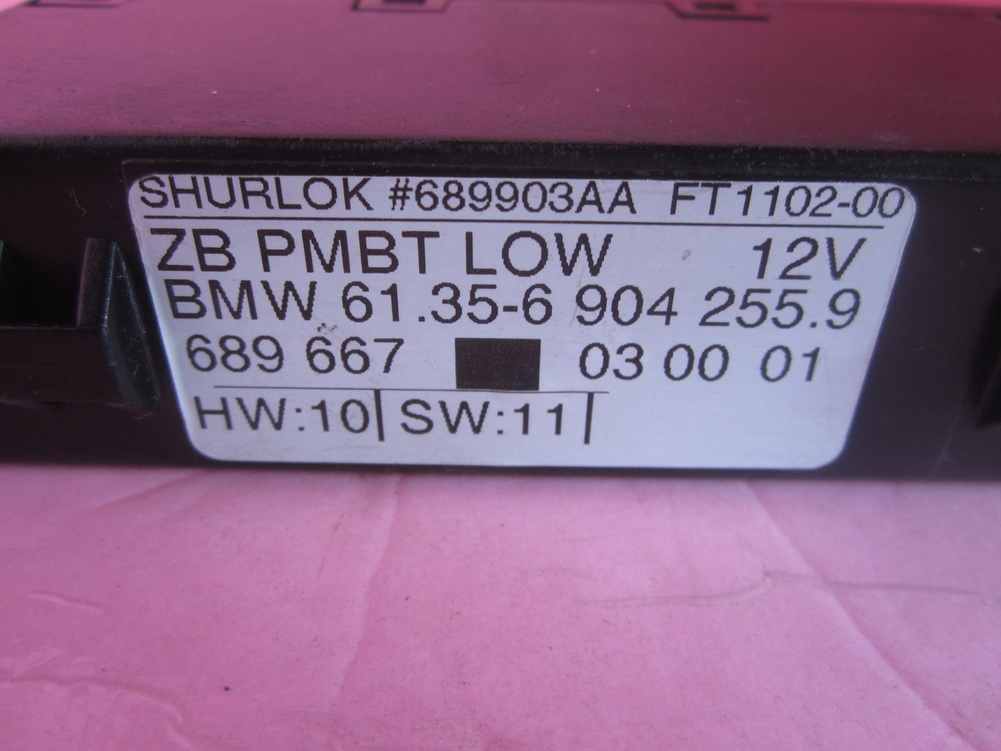 SHURLOK #689903AA FT1102-00
ZB PMBT LOW 12V
BMW 61.35-6 904 255.9
689 667 03 00 01
HW:10 SW:11